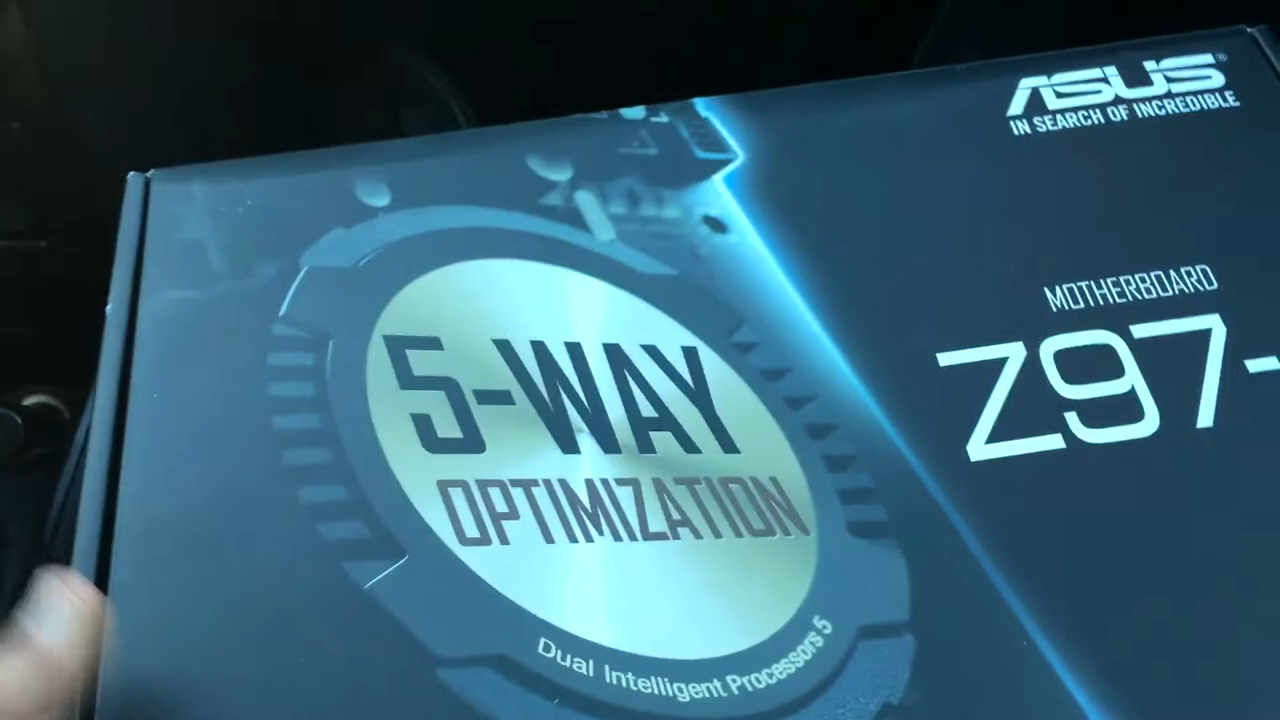 ASUS®
IN SEARCH OF INCREDIBLE
MOTHERBOARD
Z97-
5-WAY
OPTIMIZATION
Dual Intelligent Processors 5